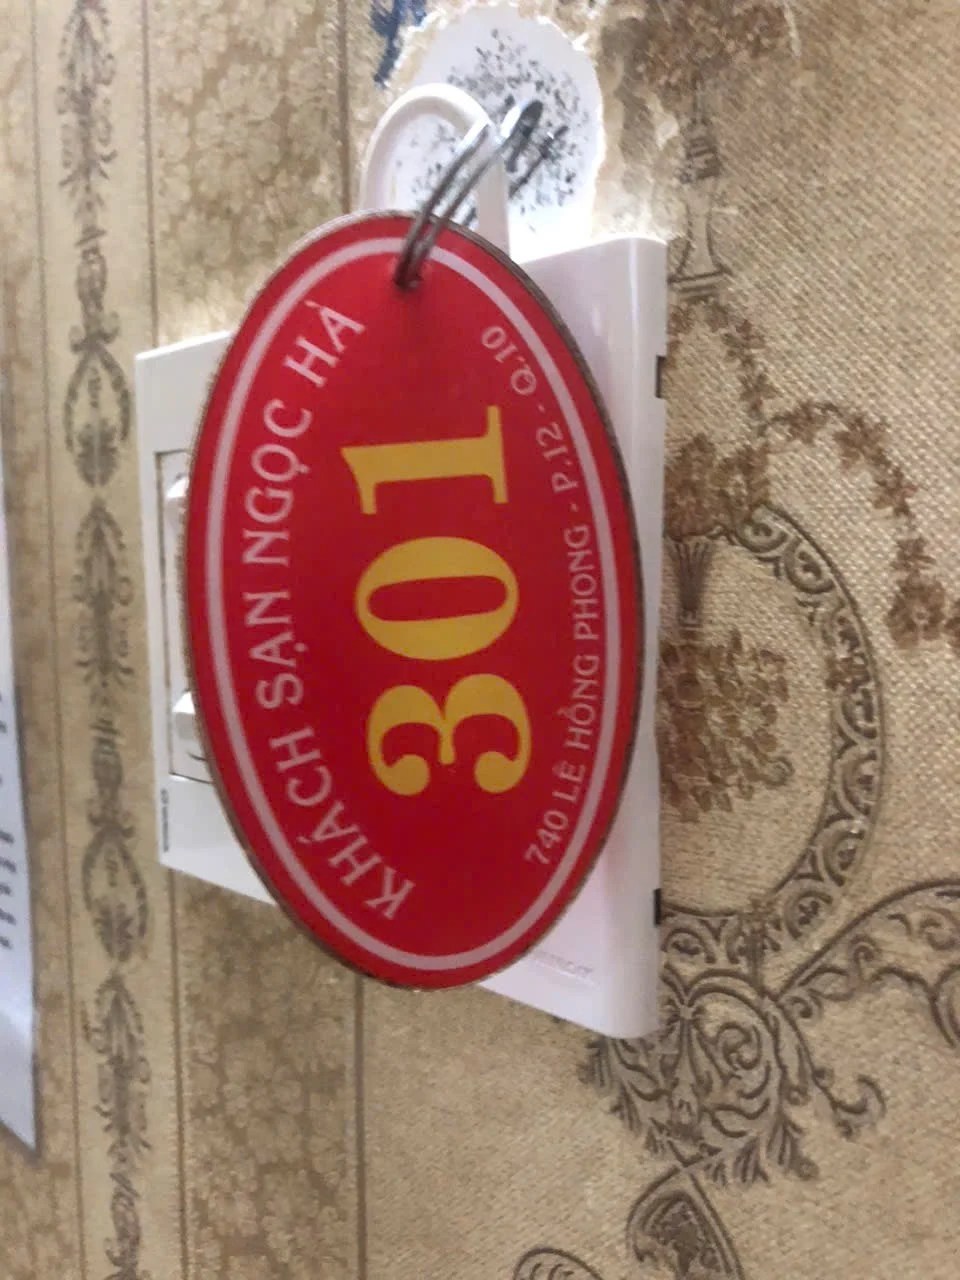 KHÁCH SẠN NGỌC HÀ
301
740 LÊ HỒNG PHONG - P.12 - Q.10